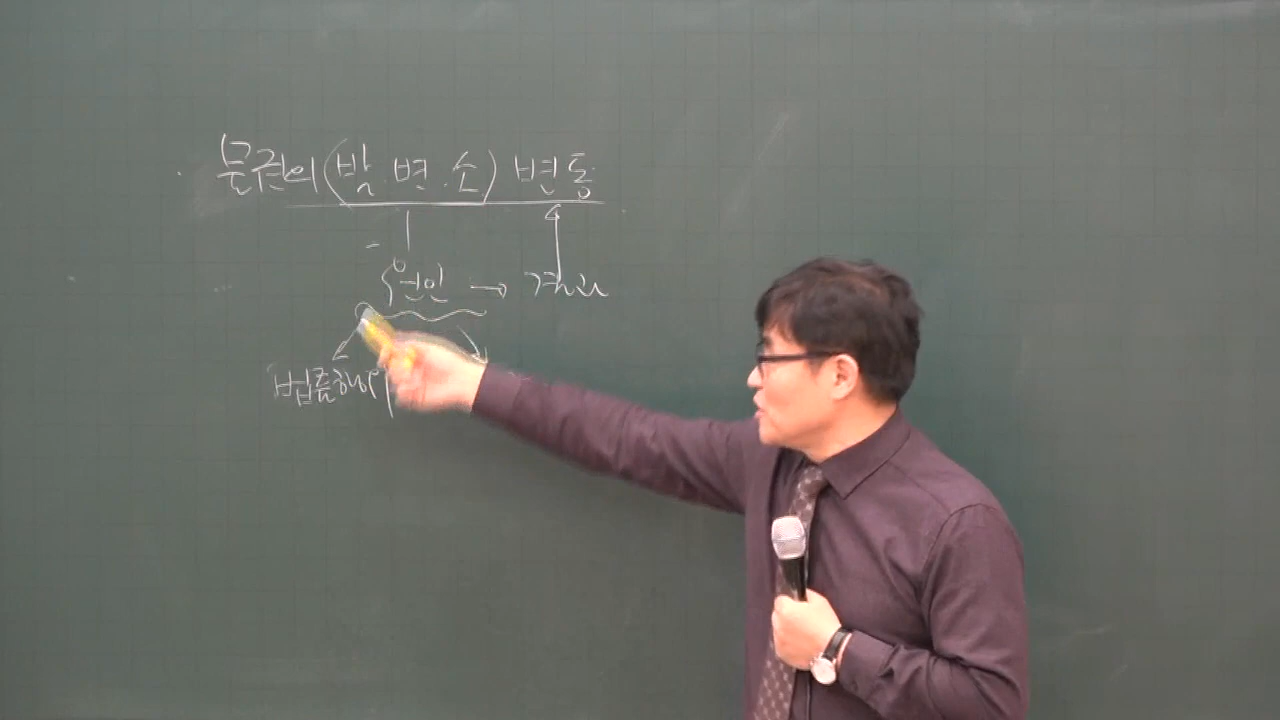 물권의 (발.변.소) 변동
원인 → 결과
법률행위